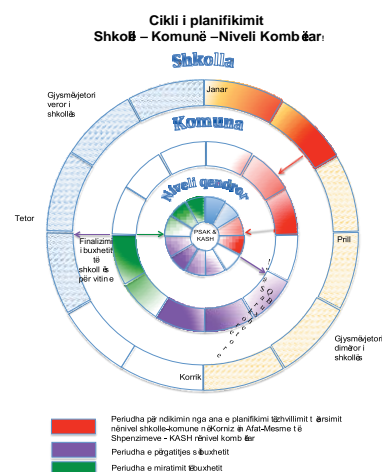 Cikli i planifikimit
Shkollë – Komunë –Niveli Kombëtar!
Shkolla
Gjysmëvjetori
veror i
shkollës
Janar
Komuna
Niveli qendror
PSAK &
KASH
Tetor
Finalizimi
i buxhetit
të
shkollës
për vitin e
Prill
Gjysmëvjetori
dimëror i
shkollës
Korrik
Periudha për ndikimin nga ana e planifikimi të zhvillimit të arsimit
në nivel shkolle-komune në Kornizën Afat-Mesme të
Shpenzimeve - KASH në nivel kombëtar
Periudha e përgatitjes së buxhetit
Periudha e miratimit të buxhetit